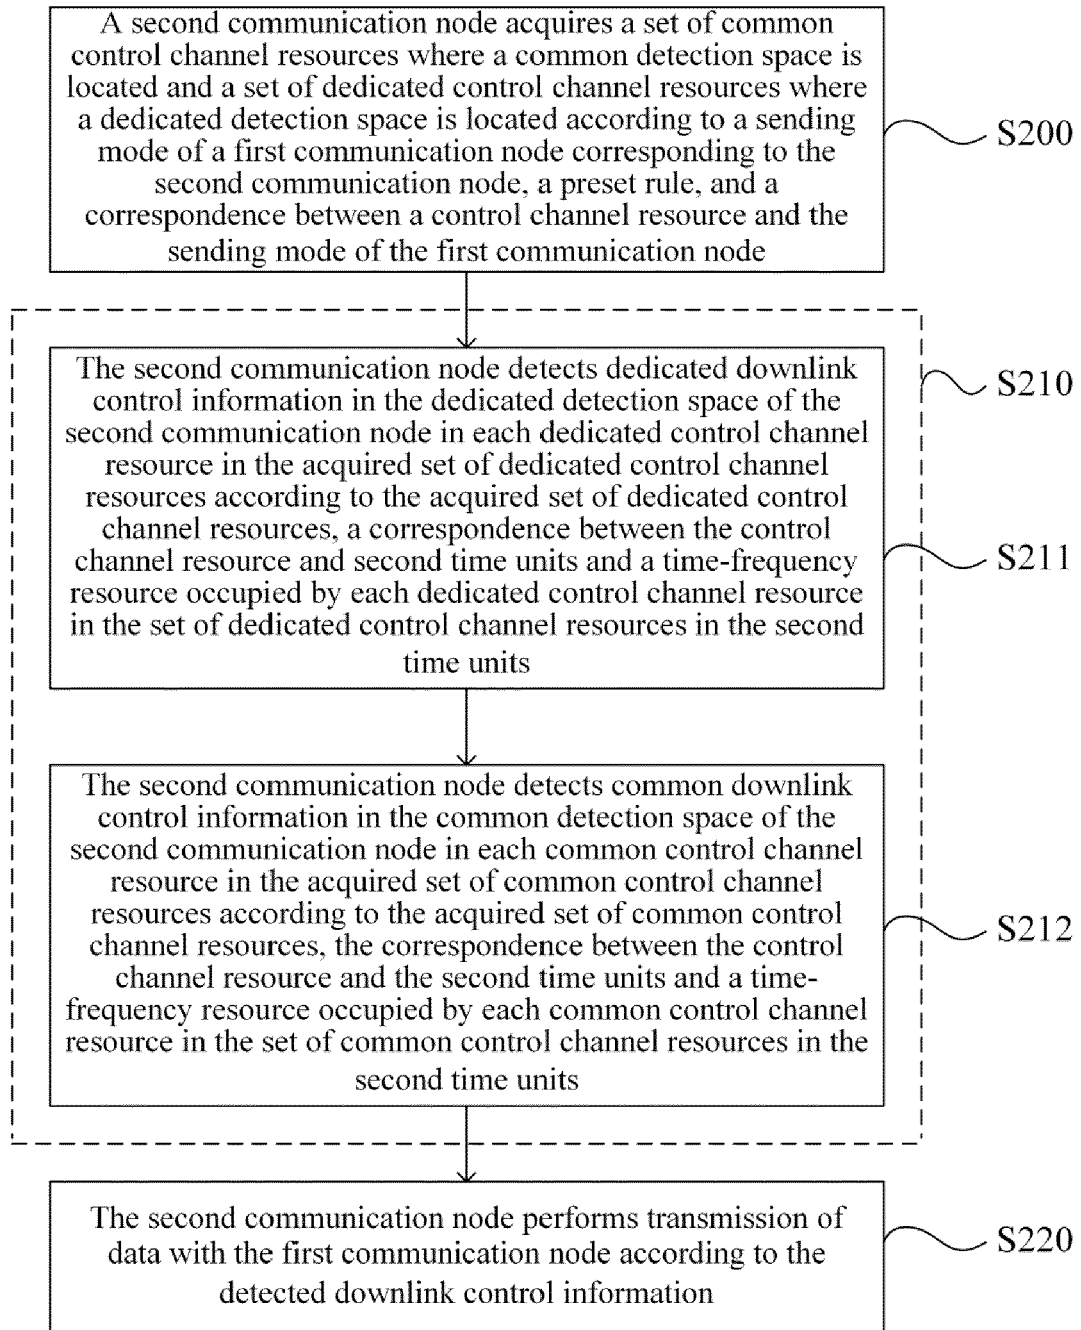 A second communication node acquires a set of common
control channel resources where a common detection space is
located and a set of dedicated control channel resources where
a dedicated detection space is located according to a sending
mode of a first communication node corresponding to the
second communication node, a preset rule, and a
correspondence between a control channel resource and the
sending mode of the first communication node
S200
The second communication node detects dedicated downlink
control information in the dedicated detection space of the
second communication node in each dedicated control channel
resource in the acquired set of dedicated control channel
resources according to the acquired set of dedicated control
channel resources, a correspondence between the control
channel resource and second time units and a time-frequency
resource occupied by each dedicated control channel resource
in the set of dedicated control channel resources in the second
time units
S210
S211
The second communication node detects common downlink
control information in the common detection space of the
second communication node in each common control channel
resource in the acquired set of common control channel
resources according to the acquired set of common control
channel resources, the correspondence between the control
channel resource and the second time units and a time-
frequency resource occupied by each common control channel
resource in the set of common control channel resources in the
second time units
S212
The second communication node performs transmission of
data with the first communication node according to the
detected downlink control information
S220